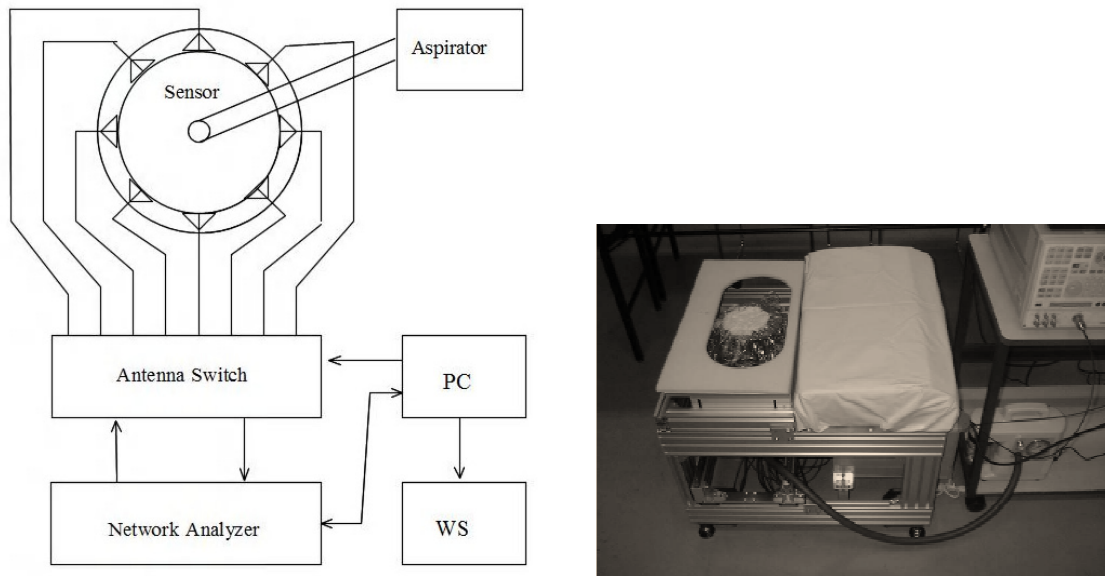 Aspirator
Sensor
Antenna Switch
PC
Network Analyzer
WS